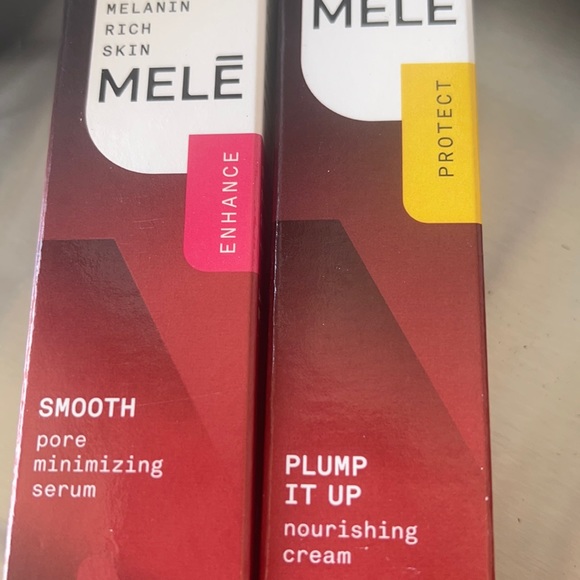 MELANIN
RICH
SKIN
MELĒ
ENHANCE
SMOOTH
pore
minimizing
serum
MELĒ
PROTECT
PLUMP
IT UP
nourishing
cream